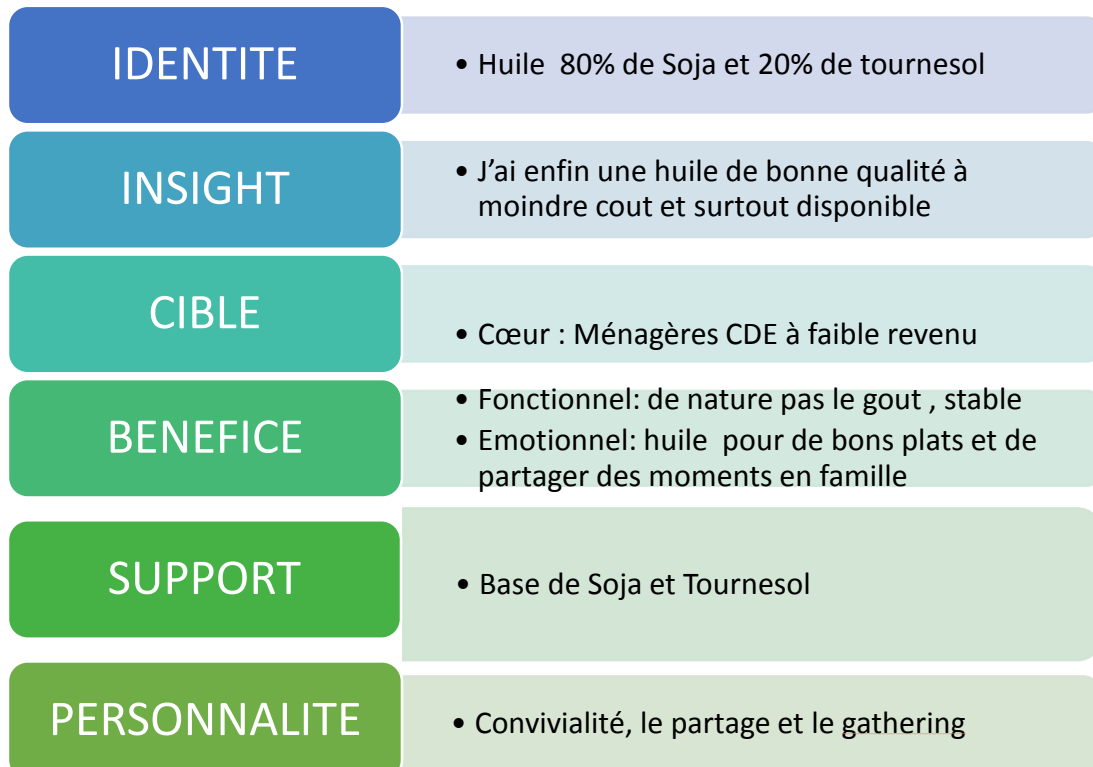 IDENTITE
• Huile 80% de Soja et 20% de tournesol
INSIGHT
• J’ai enfin une huile de bonne qualité à
moindre cout et surtout disponible
CIBLE
• Cœur : Ménagères CDE à faible revenu
BENEFICE
• Fonctionnel: de nature pas le gout , stable
• Emotionnel: huile pour de bons plats et de
partager des moments en famille
SUPPORT
• Base de Soja et Tournesol
PERSONNALITE
• Convivialité, le partage et le gathering